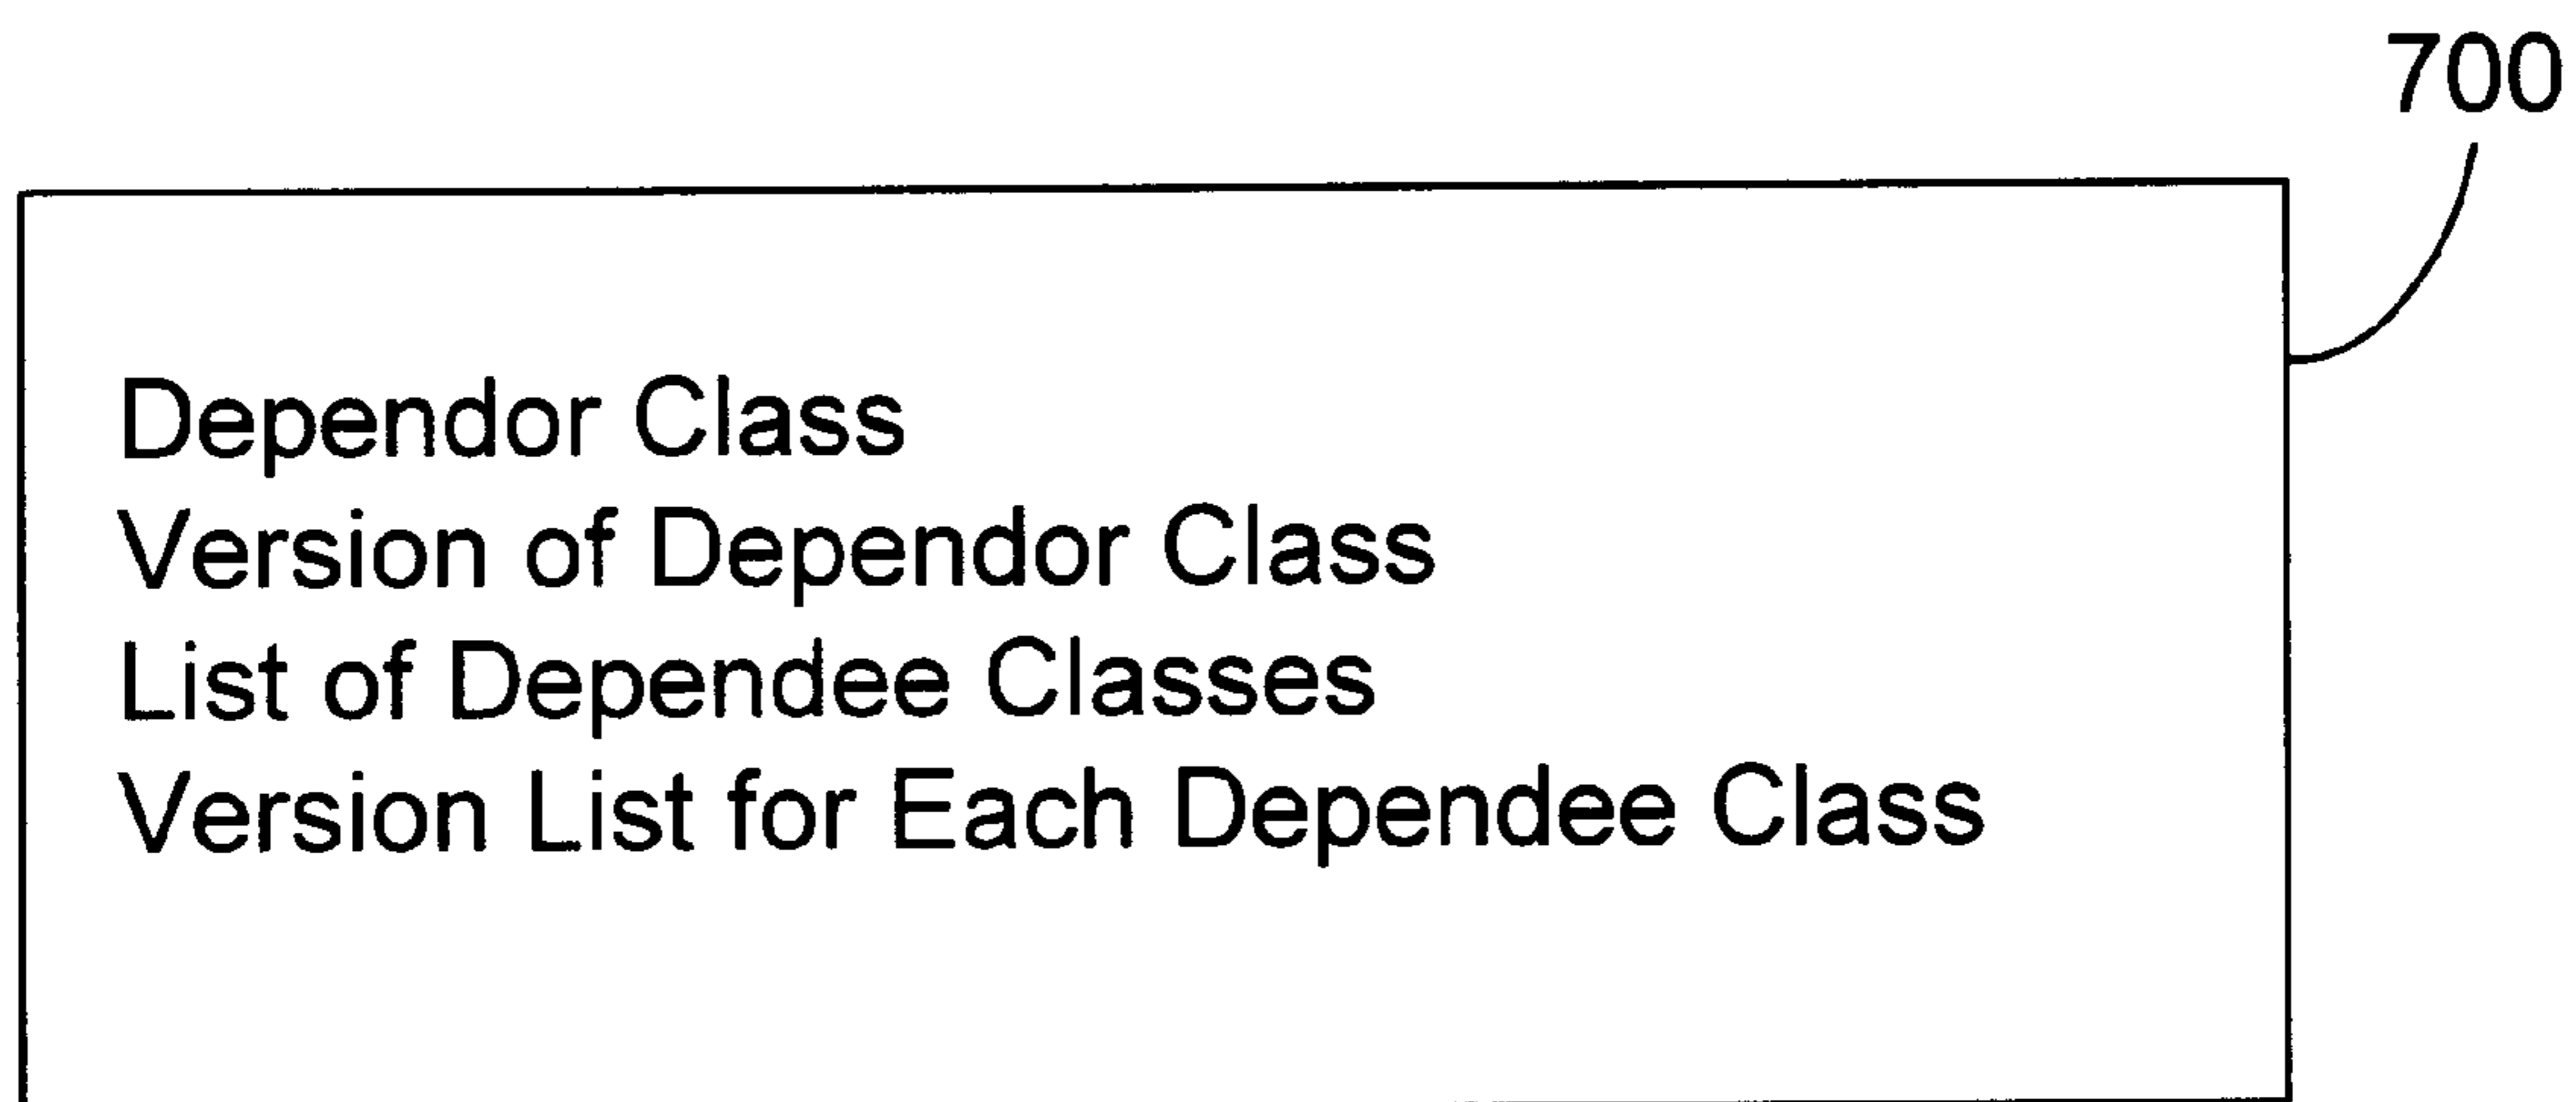 700
Dependor Class
Version of Dependor Class
List of Dependee Classes
Version List for Each Dependee Class